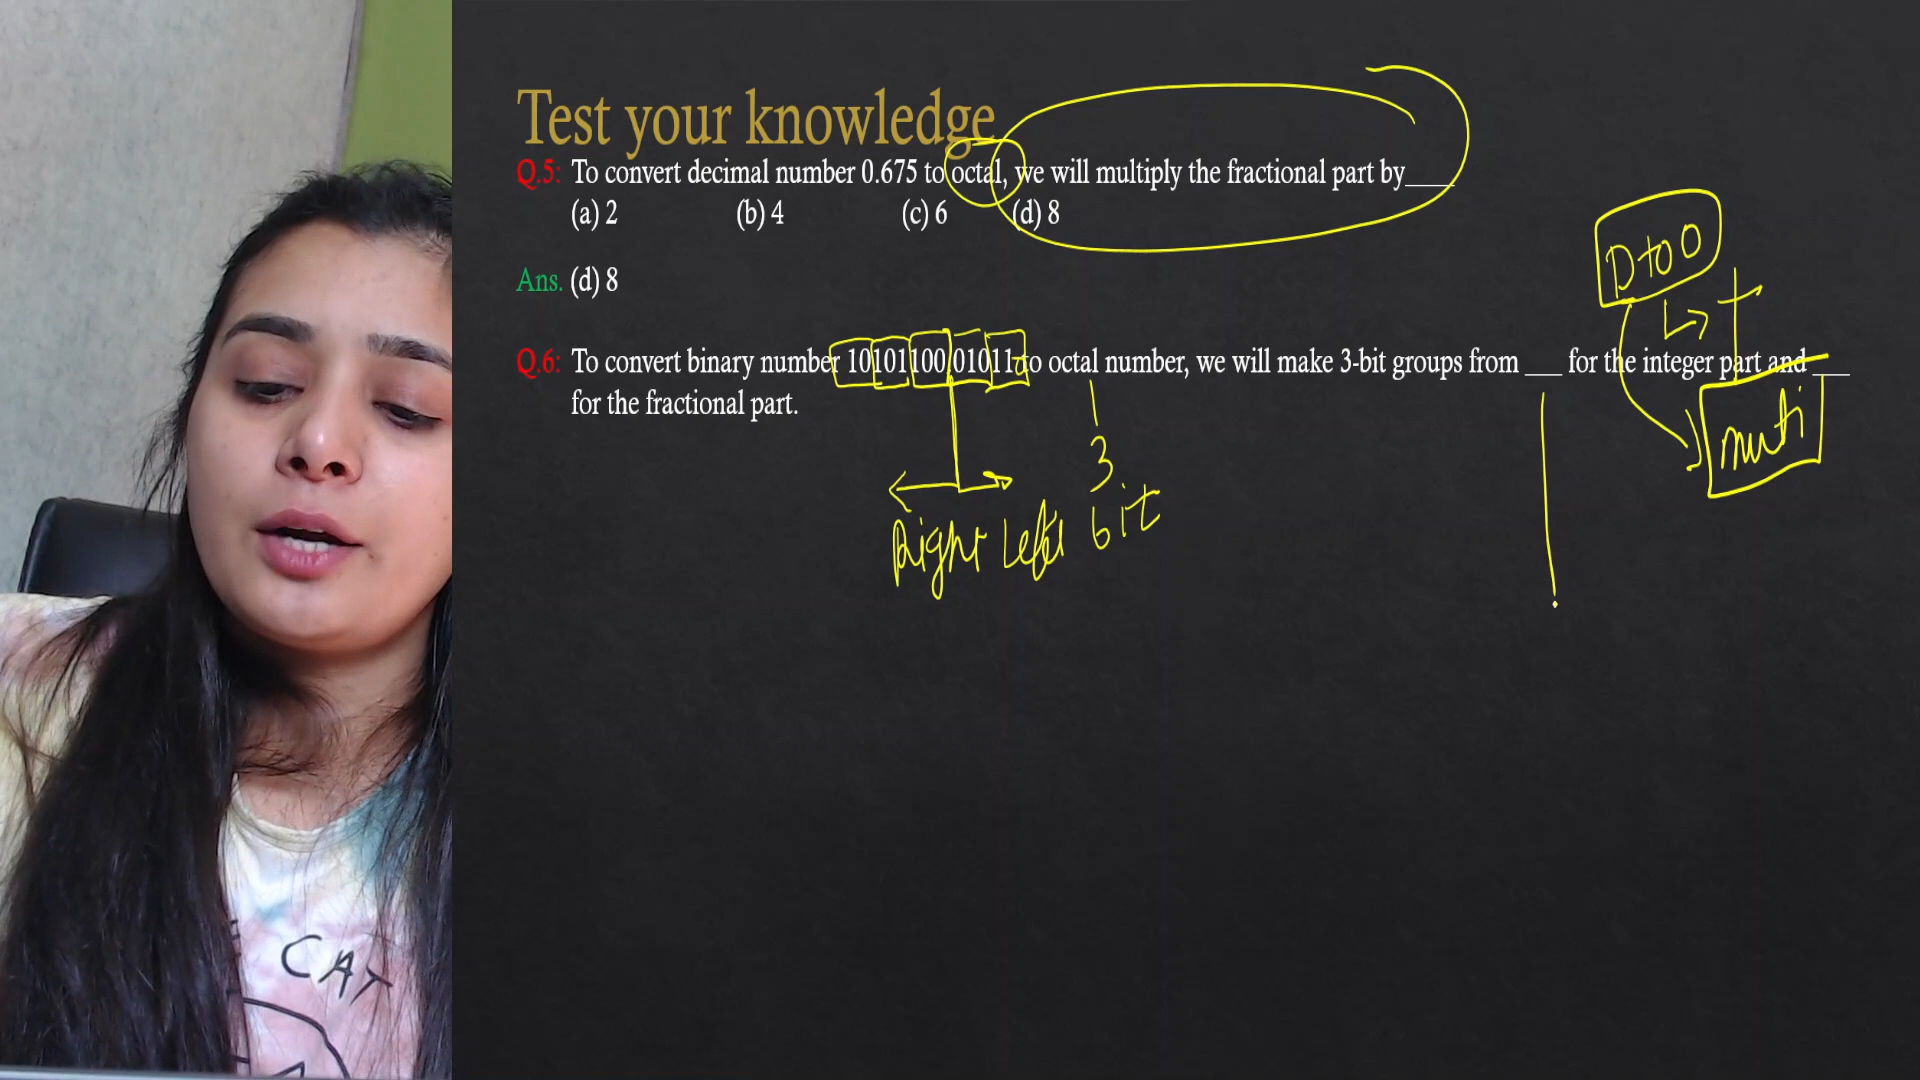 Test your knowledge
Q.5: To convert decimal number 0.675 to octal, we will multiply the fractional part by____
(a) 2 (b) 4 (c) 6 (d) 8
Ans. (d) 8
Q.6: To convert binary number 10101100.01011 to octal number, we will make 3-bit groups from ___ for the integer part and ___
for the fractional part.
D to O
multi
3
bit
Right Left
CAT